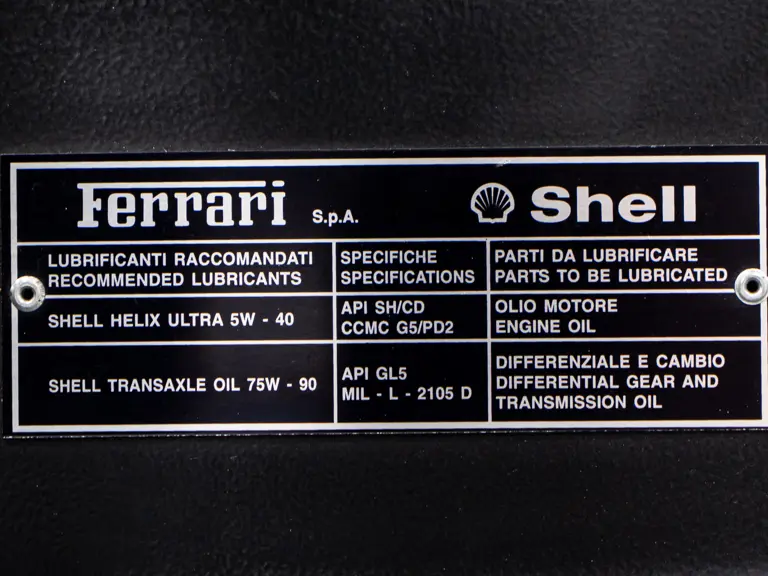 Ferrari S.p.A. Shell
LUBRIFICANTI RACCOMANDATI
RECOMMENDED LUBRICANTS
SPECIFICHE
SPECIFICATIONS
PARTI DA LUBRIFICARE
PARTS TO BE LUBRICATED
SHELL HELIX ULTRA 5W - 40
API SH/CD
CCMC G5/PD2
OLIO MOTORE
ENGINE OIL
SHELL TRANSAXLE OIL 75W - 90
API GL5
MIL - L - 2105 D
DIFFERENZIALE E CAMBIO
DIFFERENTIAL GEAR AND
TRANSMISSION OIL